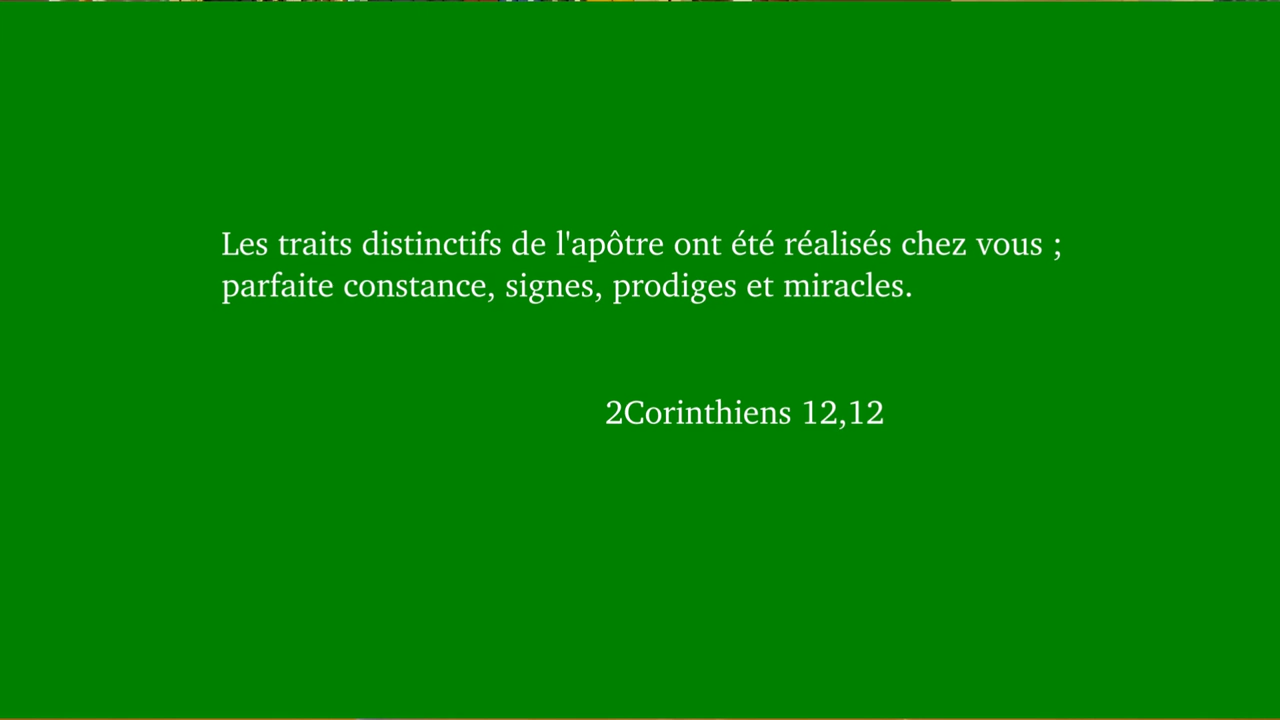 Les traits distinctifs de l'apôtre ont été réalisés chez vous ;
parfaite constance, signes, prodiges et miracles.
2Corinthiens 12,12